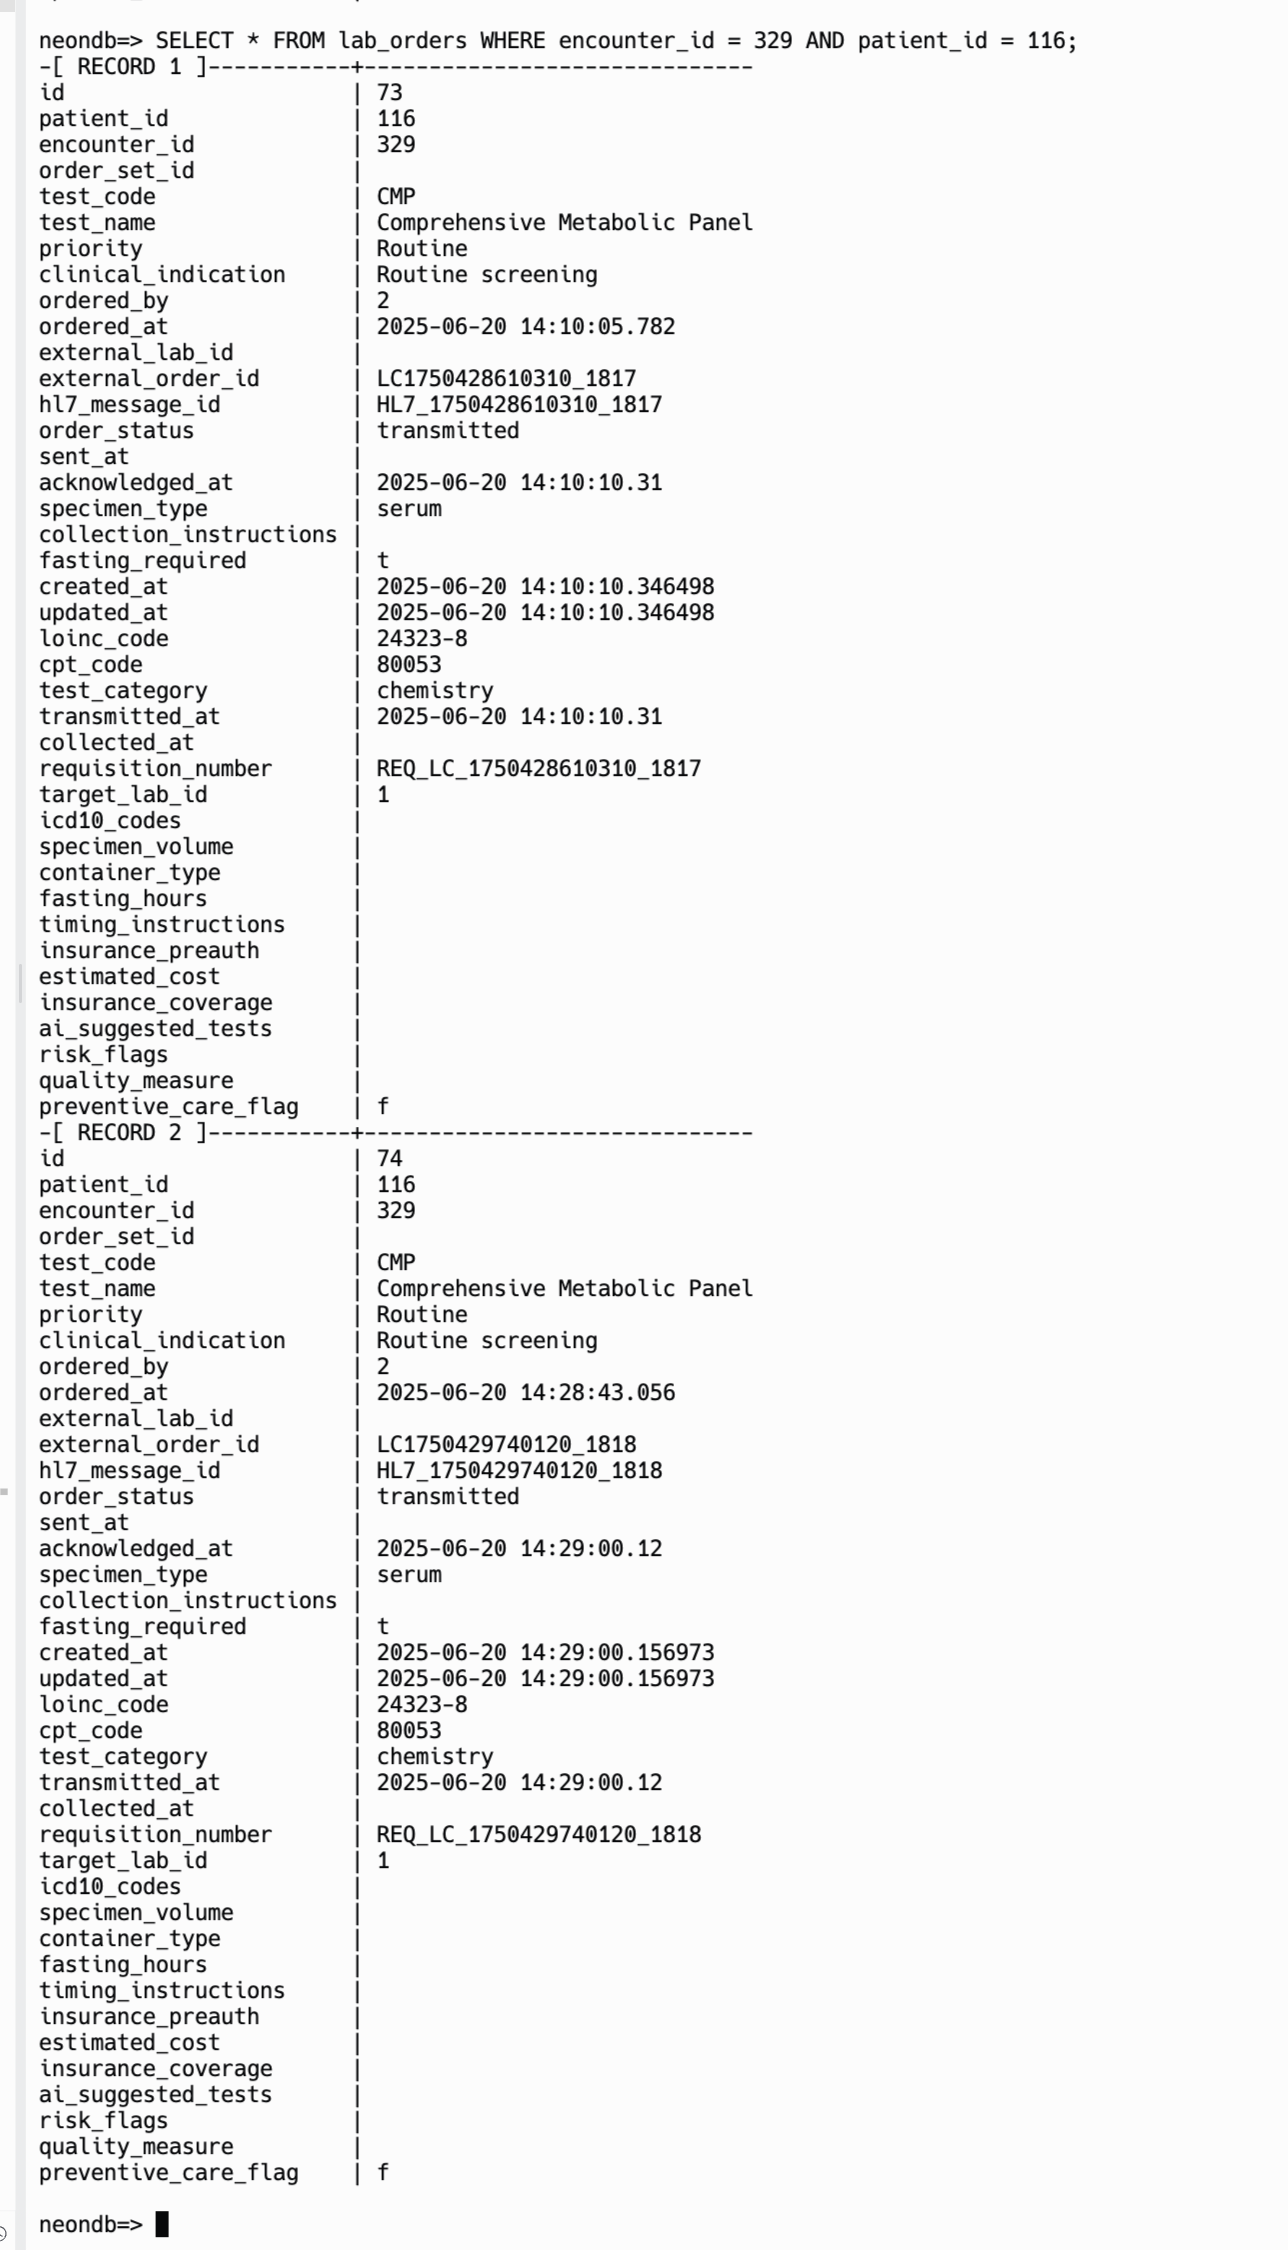 neondb=> SELECT * FROM lab_orders WHERE encounter_id = 329 AND patient_id = 116;
-[ RECORD 1 ]-----------+------------------------------
id                      | 73
patient_id              | 116
encounter_id            | 329
order_set_id            |
test_code               | CMP
test_name               | Comprehensive Metabolic Panel
priority                | Routine
clinical_indication     | Routine screening
ordered_by              | 2
ordered_at              | 2025-06-20 14:10:05.782
external_lab_id         |
external_order_id       | LC1750428610310_1817
hl7_message_id          | HL7_1750428610310_1817
order_status            | transmitted
sent_at                 |
acknowledged_at         | 2025-06-20 14:10:10.31
specimen_type           | serum
collection_instructions |
fasting_required        | t
created_at              | 2025-06-20 14:10:10.346498
updated_at              | 2025-06-20 14:10:10.346498
loinc_code              | 24323-8
cpt_code                | 80053
test_category           | chemistry
transmitted_at          | 2025-06-20 14:10:10.31
collected_at            |
requisition_number      | REQ_LC_1750428610310_1817
target_lab_id           | 1
icd10_codes             |
specimen_volume         |
container_type          |
fasting_hours           |
timing_instructions     |
insurance_preauth       |
estimated_cost          |
insurance_coverage      |
ai_suggested_tests      |
risk_flags              |
quality_measure         |
preventive_care_flag    | f
-[ RECORD 2 ]-----------+------------------------------
id                      | 74
patient_id              | 116
encounter_id            | 329
order_set_id            |
test_code               | CMP
test_name               | Comprehensive Metabolic Panel
priority                | Routine
clinical_indication     | Routine screening
ordered_by              | 2
ordered_at              | 2025-06-20 14:28:43.056
external_lab_id         |
external_order_id       | LC1750429740120_1818
hl7_message_id          | HL7_1750429740120_1818
order_status            | transmitted
sent_at                 |
acknowledged_at         | 2025-06-20 14:29:00.12
specimen_type           | serum
collection_instructions |
fasting_required        | t
created_at              | 2025-06-20 14:29:00.156973
updated_at              | 2025-06-20 14:29:00.156973
loinc_code              | 24323-8
cpt_code                | 80053
test_category           | chemistry
transmitted_at          | 2025-06-20 14:29:00.12
collected_at            |
requisition_number      | REQ_LC_1750429740120_1818
target_lab_id           | 1
icd10_codes             |
specimen_volume         |
container_type          |
fasting_hours           |
timing_instructions     |
insurance_preauth       |
estimated_cost          |
insurance_coverage      |
ai_suggested_tests      |
risk_flags              |
quality_measure         |
preventive_care_flag    | f
neondb=>